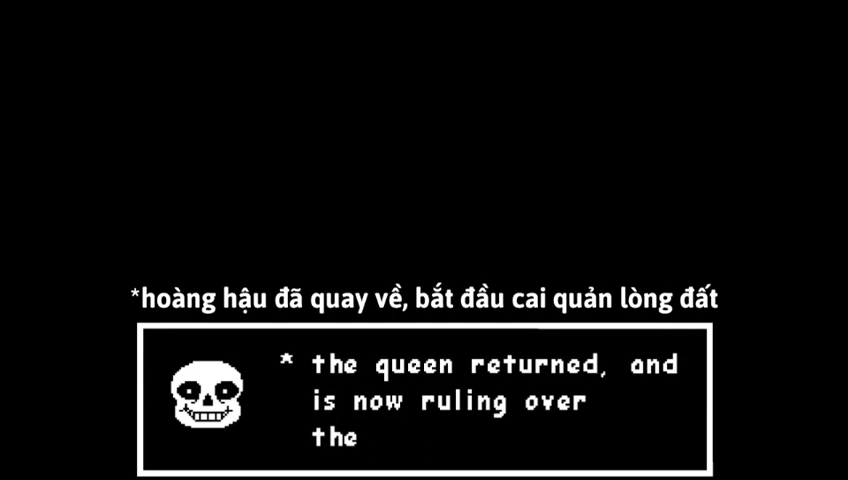 *hoàng hậu đã quay về, bắt đầu cai quản lòng đất
* the queen returned, and
is now ruling over
the